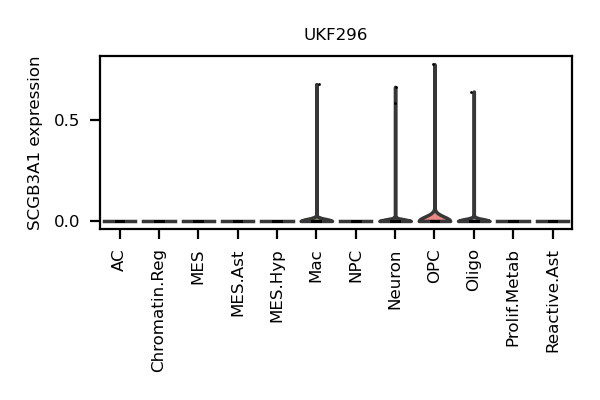 UKF296
SCGB3A1 expression
0.5
0.0
AC
Chromatin.Reg
MES
MES.Ast
MES.Hyp
Mac
NPC
Neuron
OPC
Oligo
Prolif.Metab
Reactive.Ast